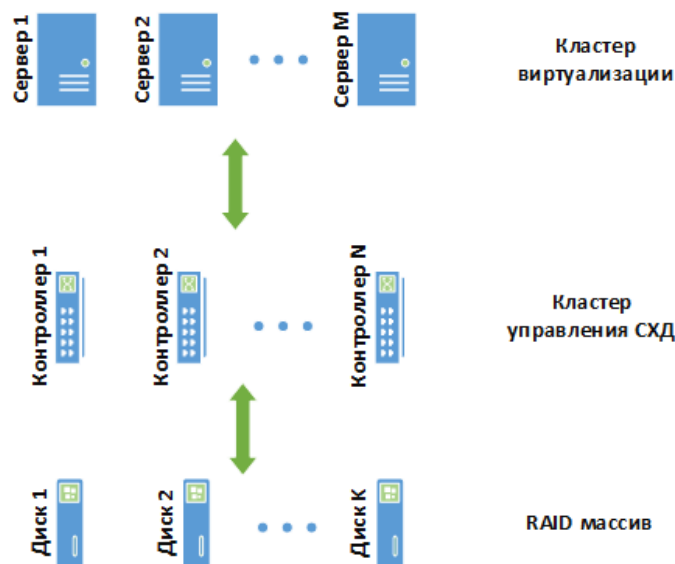 Сервер 1
Сервер 2
Сервер М
Кластер
виртуализации
Контроллер 1
Контроллер 2
Контроллер N
Кластер
управления СХД
Диск 1
Диск 2
Диск К
RAID массив